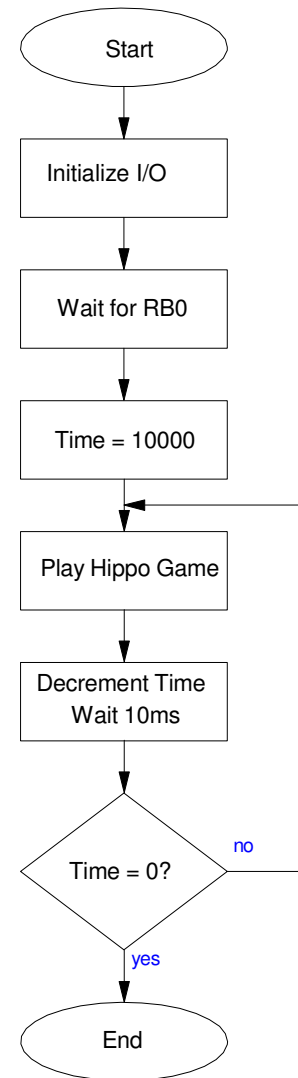 Start
Initialize I/O
Wait for RB0
Time = 10000
Play Hippo Game
Decrement Time
Wait 10ms
Time = 0?
no
yes
End